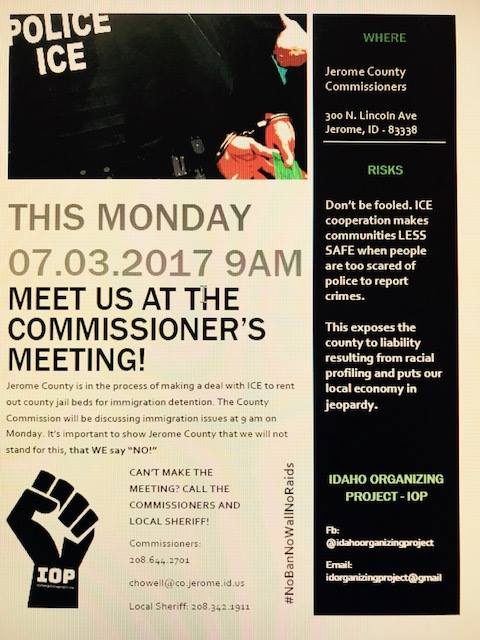 POLICE
ICE
THIS MONDAY
07.03.2017 9AM
MEET US AT THE
COMMISSIONER'S
MEETING!
Jerome County is in the process of making a deal with ICE to rent
out county jail beds for immigration detention. The County
Commission will be discussing immigration issues at 9 am on
Monday. It's important to show Jerome County that we will not
stand for this, that WE say "NO!"
IOP
CAN'T MAKE THE
MEETING? CALL THE
COMMISSIONERS AND
LOCAL SHERIFF!
Commissioners:
208.644.2701
chowell@co.jerome.id.us
Local Sheriff: 208.342.1911
#NoBanNoWallNoRaids
WHERE
Jerome County
Commissioners
300 N. Lincoln Ave
Jerome, ID - 83338
RISKS
Don't be fooled. ICE
cooperation makes
communities LESS
SAFE when people
are too scared of
police to report
crimes.
This exposes the
county to liability
resulting from racial
profiling and puts our
local economy in
jeopardy.
IDAHO ORGANIZING
PROJECT - IOP
Fb:
@idahoorganizingproject
Email:
idorganizingproject@gmail